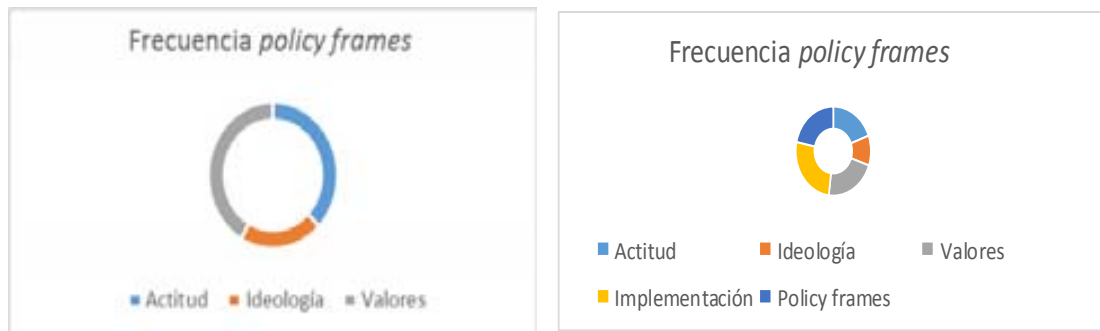 Frecuencia policy frames
Actitud Ideología Valores
Frecuencia policy frames
Actitud Ideología Valores
Implementación Policy frames